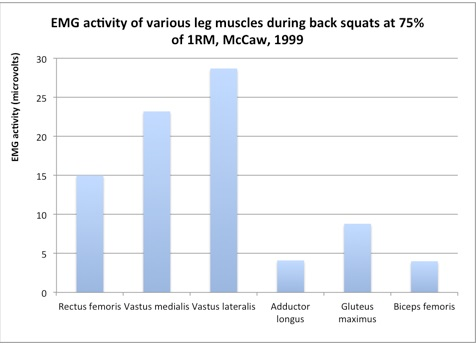 EMG activity of various leg muscles during back squats at 75%
of 1RM, McCaw, 1999
EMG activity (microvolts)
30
25
20
15
10
5
0
Rectus femoris Vastus medialis Vastus lateralis Adductor Gluteus Biceps femoris
longus maximus